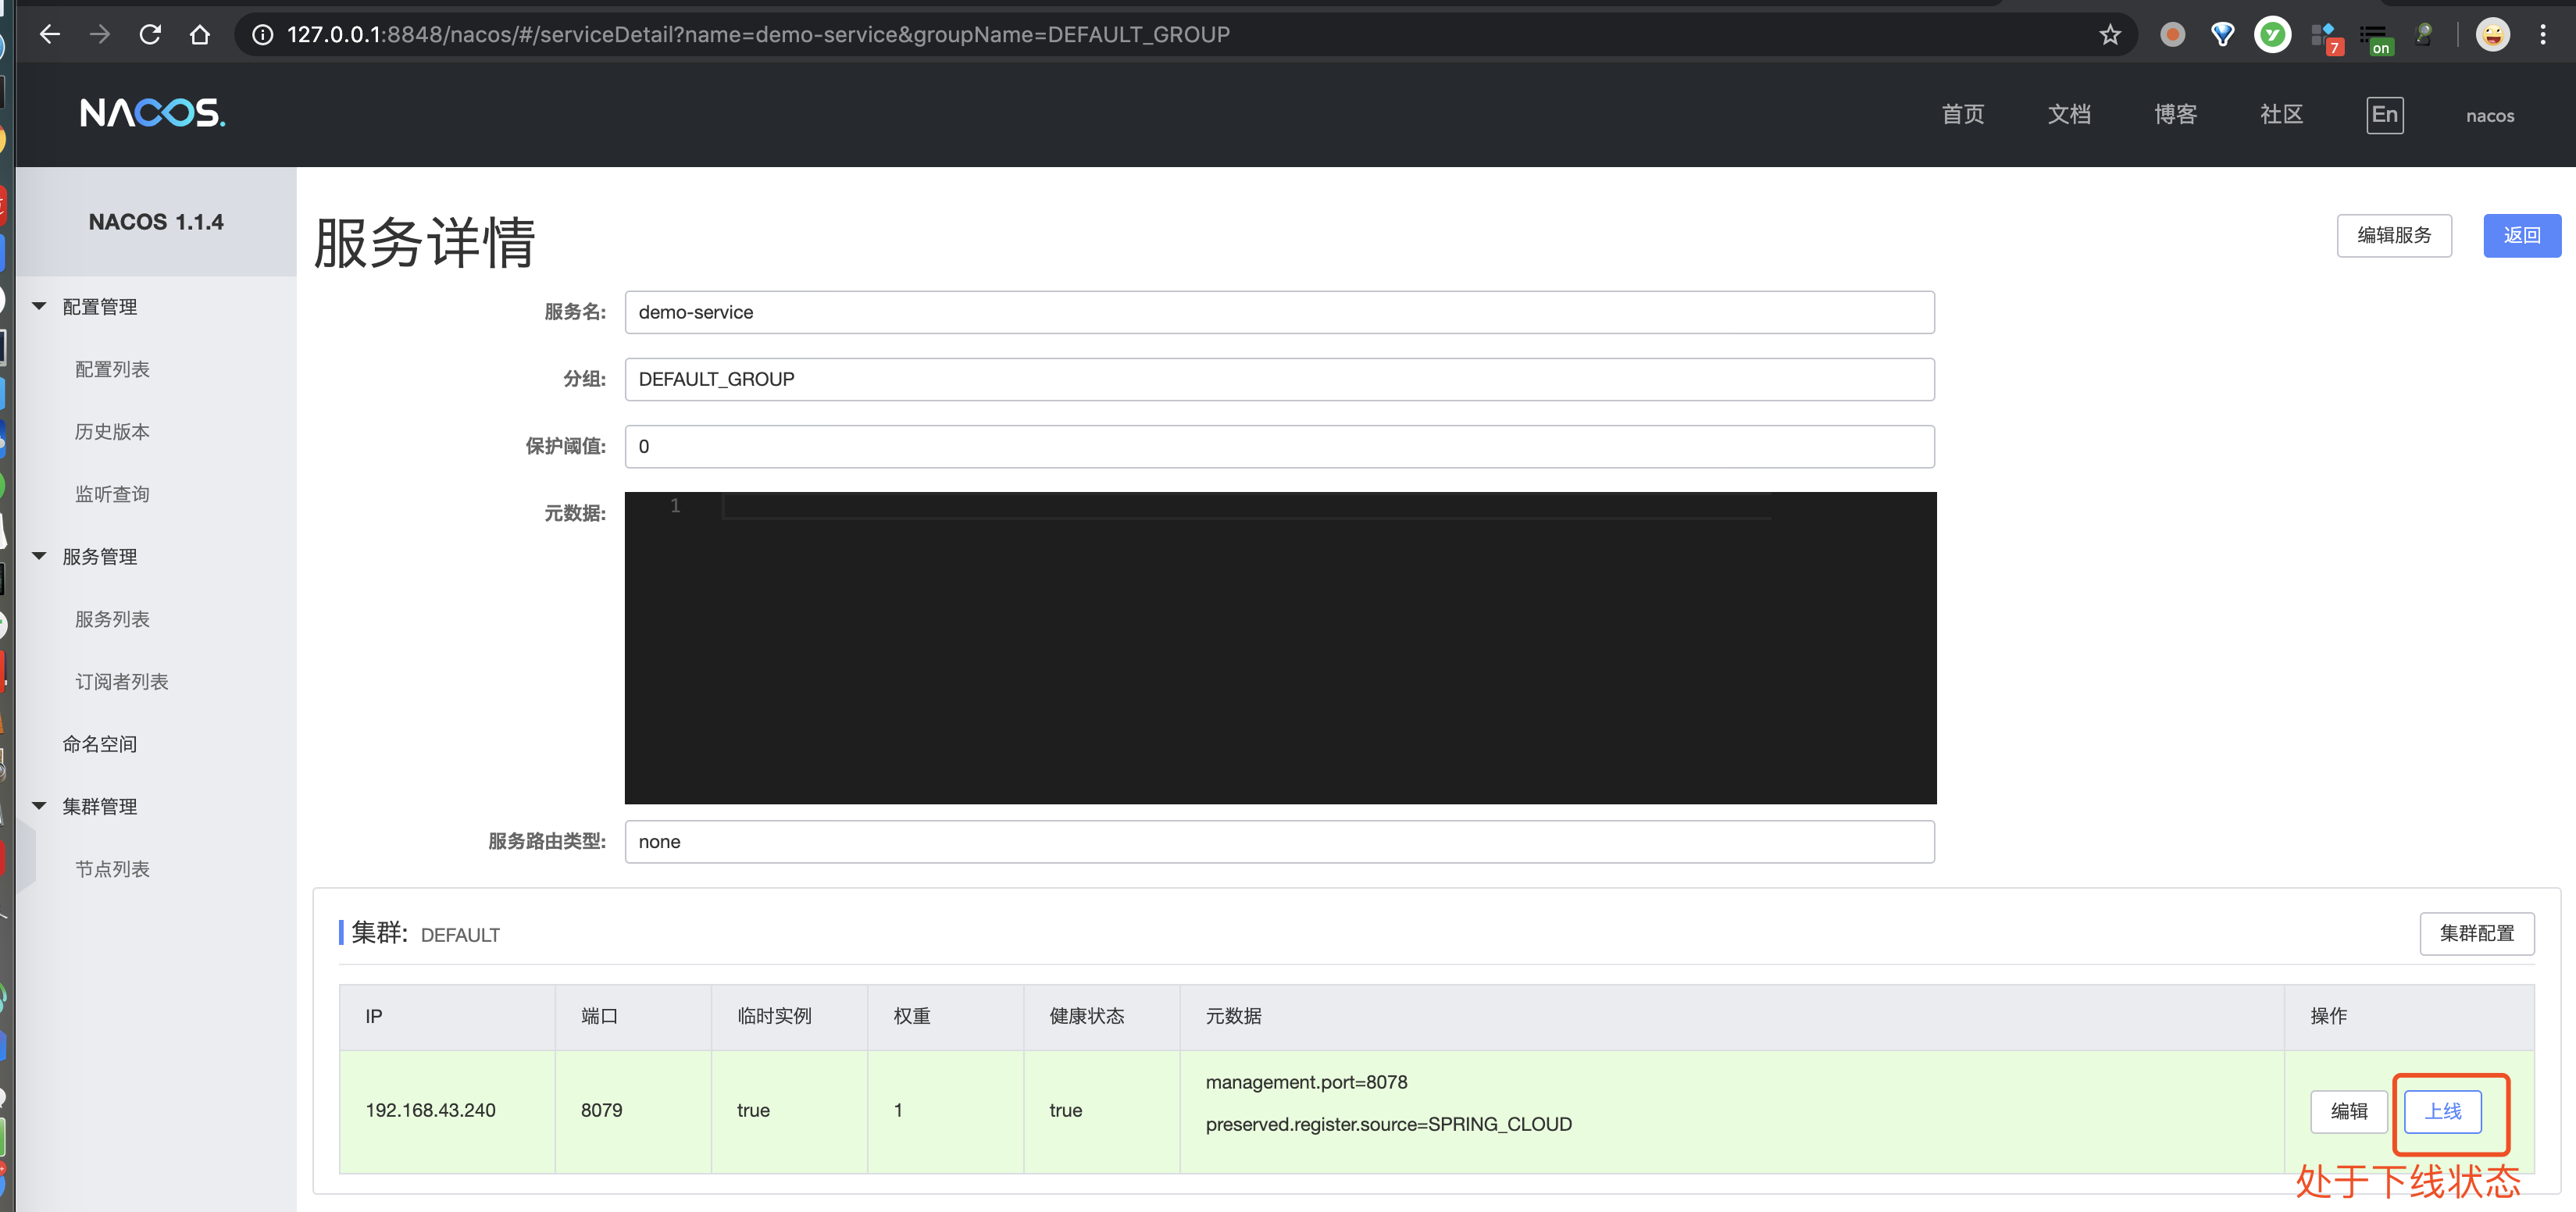 127.0.0.1:8848/nacos/#/serviceDetail?name=demo-service&groupName=DEFAULT_GROUP
7
on
NACOS.
首页
文档
博客
社区
En
nacos
NACOS 1.1.4
配置管理
配置列表
历史版本
监听查询
服务管理
服务列表
订阅者列表
命名空间
集群管理
节点列表
服务详情
编辑服务
返回
服务名: demo-service
分组: DEFAULT_GROUP
保护阈值: 0
元数据: 1
服务路由类型: none
集群: DEFAULT
集群配置
IP 端口 临时实例 权重 健康状态 元数据 操作
192.168.43.240 8079 true 1 true
management.port=8078
preserved.register.source=SPRING_CLOUD
编辑 上线
处于下线状态